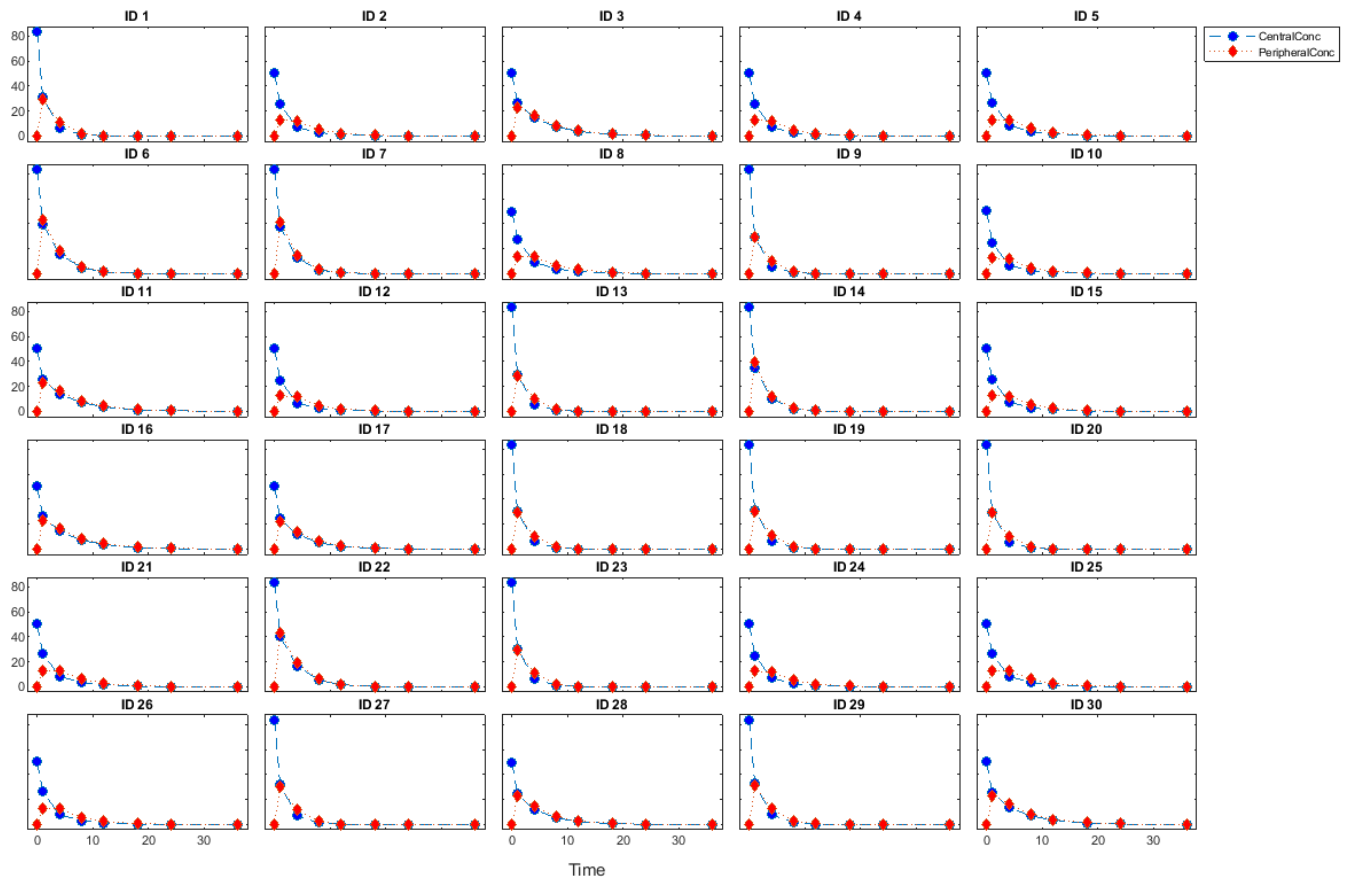 ID 1 ID 2 ID 3 ID 4 ID 5
CentralConc
PeripheralConc
80
60
40
20
0
ID 6 ID 7 ID 8 ID 9 ID 10
ID 11 ID 12 ID 13 ID 14 ID 15
80
60
40
20
0
ID 16 ID 17 ID 18 ID 19 ID 20
ID 21 ID 22 ID 23 ID 24 ID 25
80
60
40
20
0
ID 26 ID 27 ID 28 ID 29 ID 30
0 10 20 30 0 10 20 30 0 10 20 30
Time